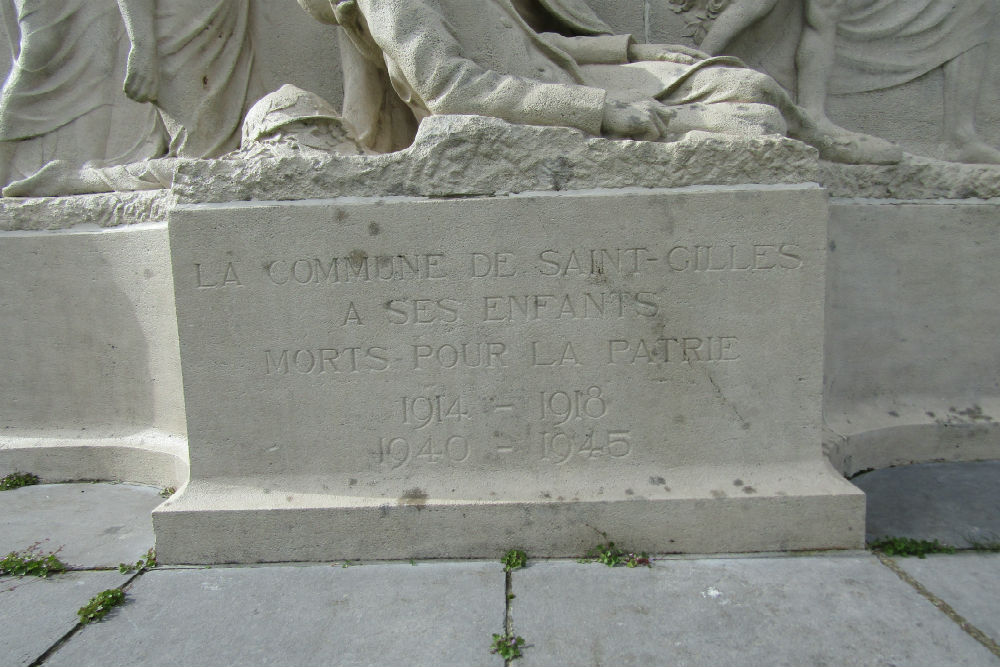 LA COMMUNE DE SAINT-GILLES
A SES ENFANTS
MORTS POUR LA PATRIE
1914 - 1918
1940 - 1945